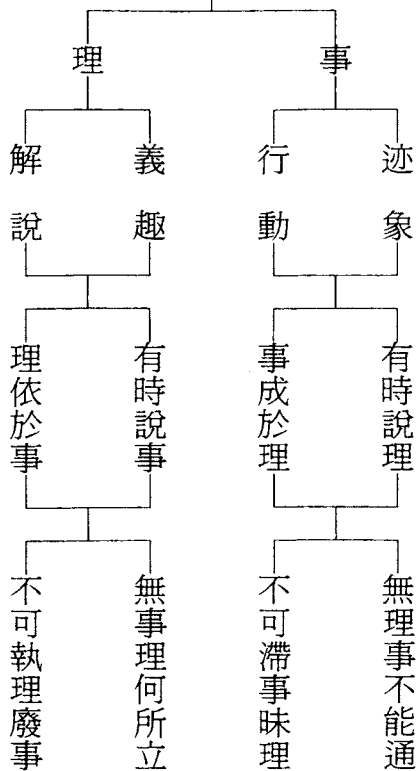 事
迹象
行動
有時說理
事成於理
無理事不能通
不可滯事昧理
理
義趣
解說
有時說事
理依於事
無事理何所立
不可執理廢事